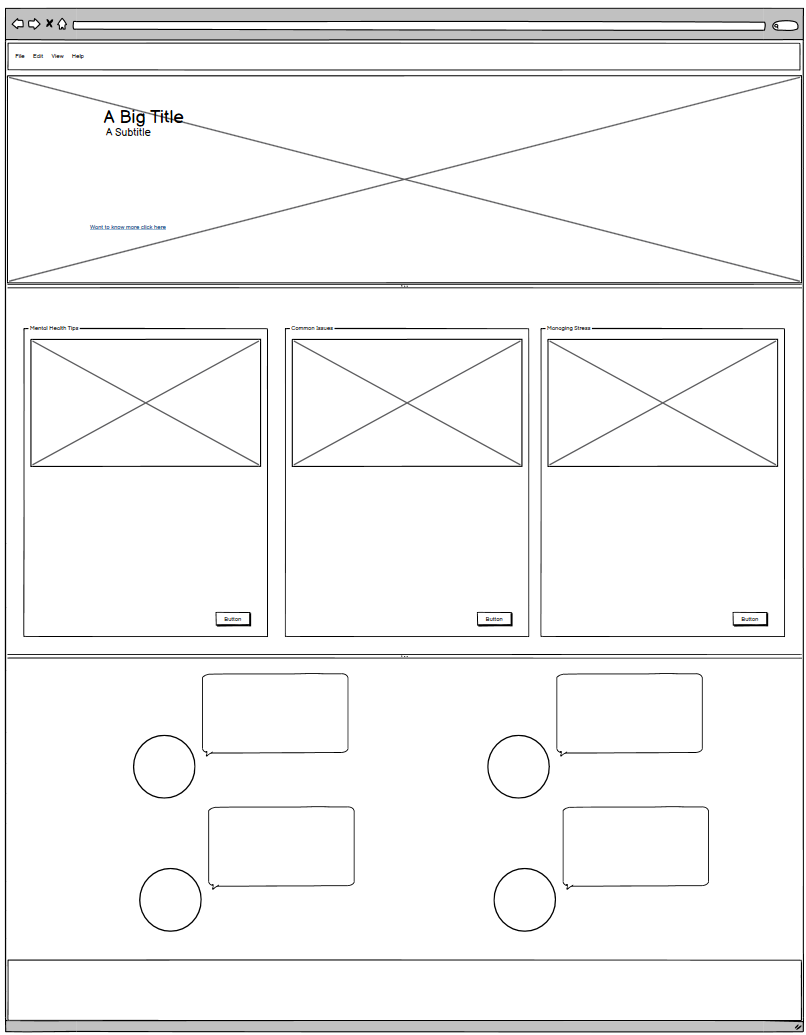 File Edit View Help
A Big Title
A Subtitle
Want to know more click here
Mental Health Tips Common Issues Managing Stress
Button Button Button